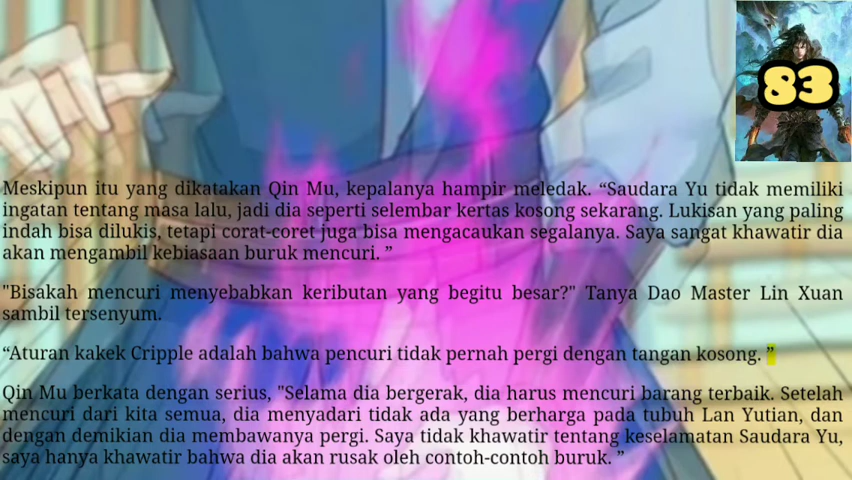 83
Meskipun itu yang dikatakan Qin Mu, kepalanya hampir meledak. “Saudara Yu tidak memiliki
ingatan tentang masa lalu, jadi dia seperti selembar kertas kosong sekarang. Lukisan yang paling
indah bisa dilukis, tetapi corat-coret juga bisa mengacaukan segalanya. Saya sangat khawatir dia
akan mengambil kebiasaan buruk mencuri. ”
"Bisakah mencuri menyebabkan keributan yang begitu besar?" Tanya Dao Master Lin Xuan
sambil tersenyum.
“Aturan kakek Cripple adalah bahwa pencuri tidak pernah pergi dengan tangan kosong. ”
Qin Mu berkata dengan serius, "Selama dia bergerak, dia harus mencuri barang terbaik. Setelah
mencuri dari kita semua, dia menyadari tidak ada yang berharga pada tubuh Lan Yutian, dan
dengan demikian dia membawanya pergi. Saya tidak khawatir tentang keselamatan Saudara Yu,
saya hanya khawatir bahwa dia akan rusak oleh contoh-contoh buruk. ”